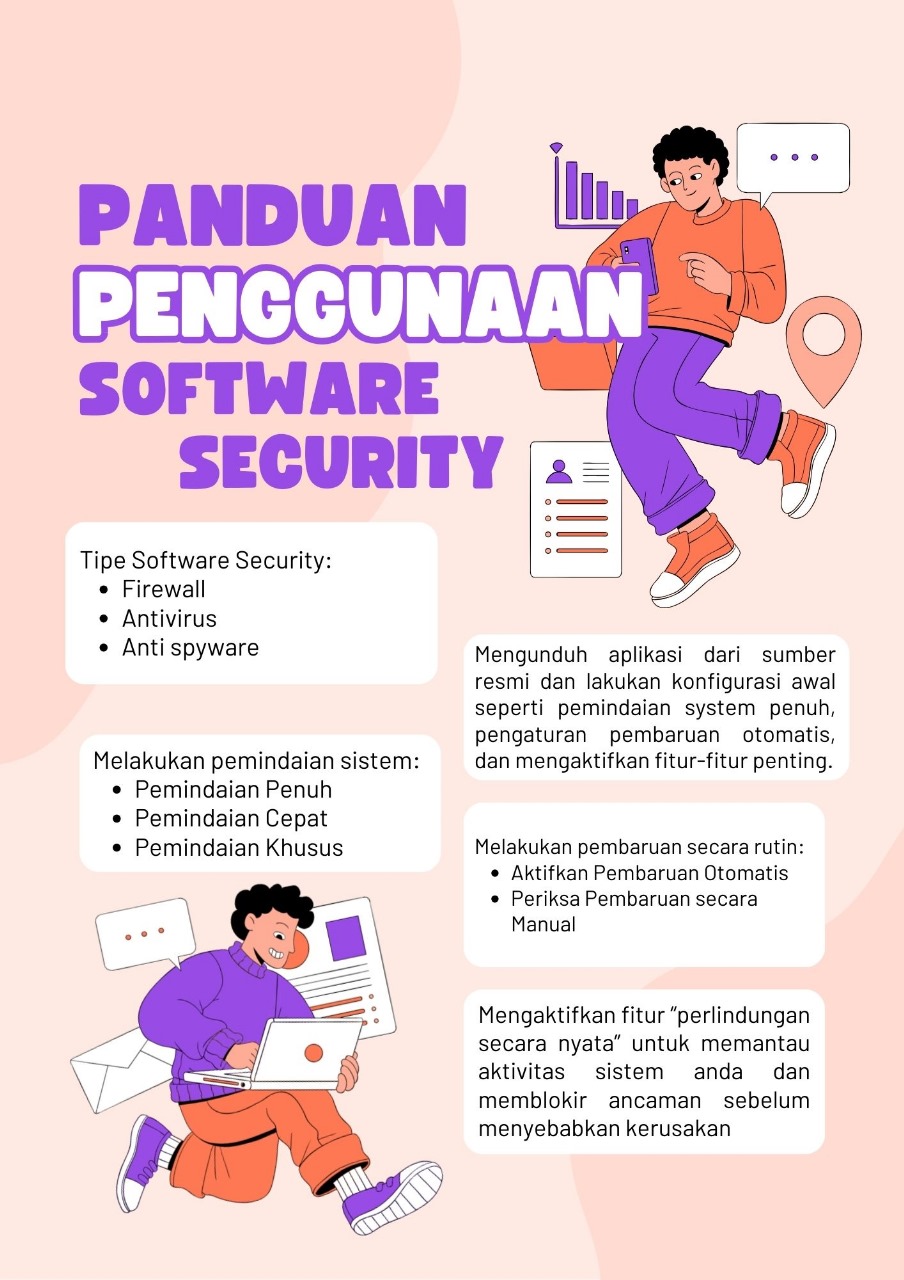 PANDUAN
PENGGUNAAN
SOFTWARE
SECURITY
Tipe Software Security:
• Firewall
• Antivirus
• Anti spyware
Mengunduh aplikasi dari sumber
resmi dan lakukan konfigurasi awal
seperti pemindaian system penuh,
pengaturan pembaruan otomatis,
dan mengaktifkan fitur-fitur penting.
Melakukan pemindaian sistem:
• Pemindaian Penuh
• Pemindaian Cepat
• Pemindaian Khusus
Melakukan pembaruan secara rutin:
• Aktifkan Pembaruan Otomatis
• Periksa Pembaruan secara
Manual
Mengaktifkan fitur "perlindungan
secara nyata" untuk memantau
aktivitas sistem anda dan
memblokir ancaman sebelum
menyebabkan kerusakan